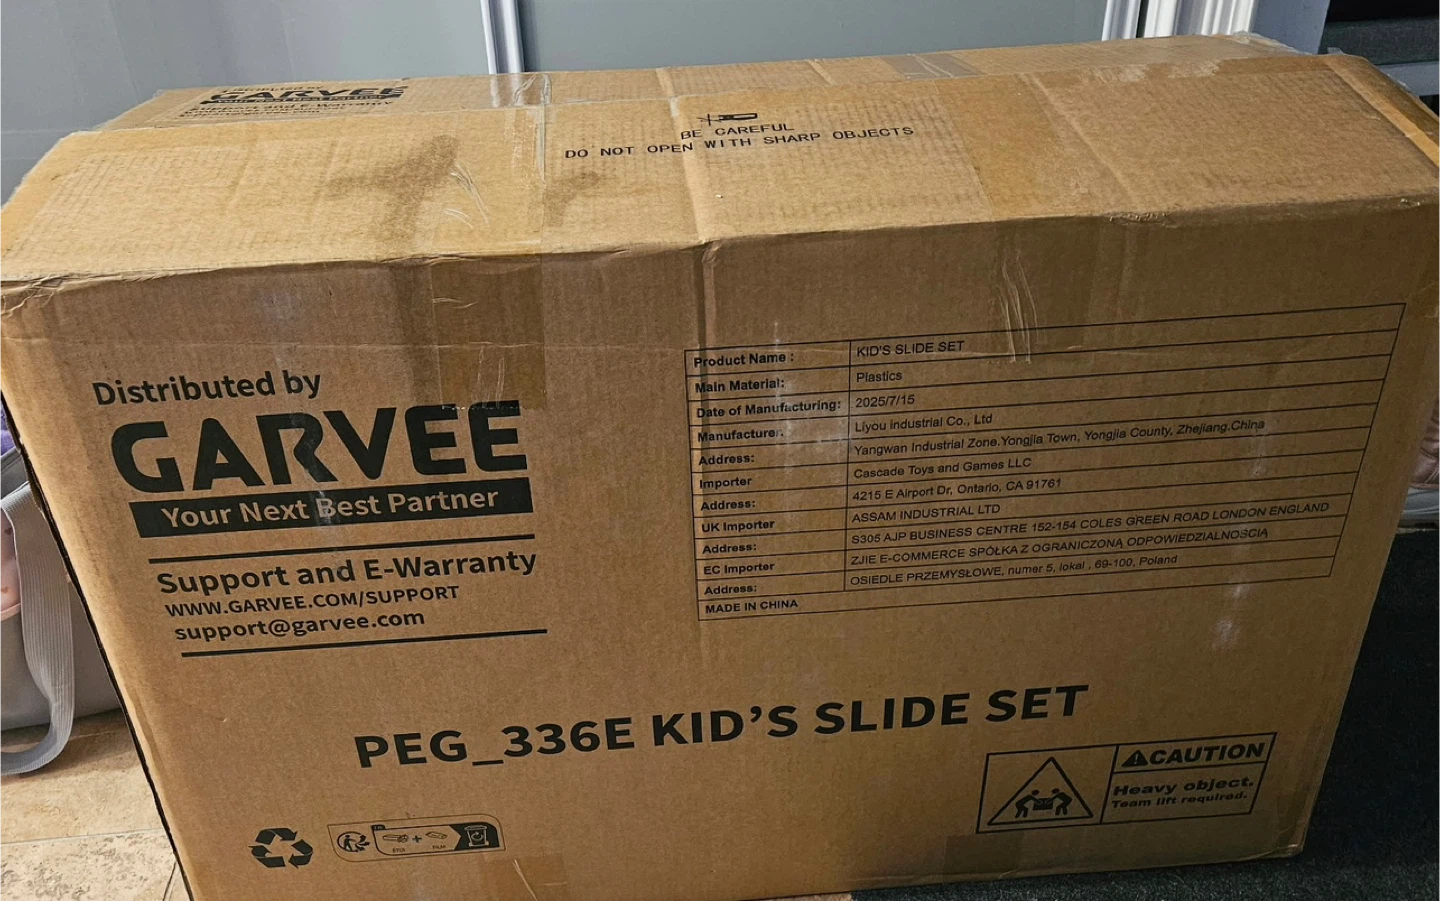 GARVEE
BE CAREFUL
DO NOT OPEN WITH SHARP OBJECTS
Distributed by
GARVEE
Your Next Best Partner
Support and E-Warranty
WWW.GARVEE.COM/SUPPORT
support@garvee.com
Product Name : KID'S SLIDE SET
Main Material: Plastics
Date of Manufacturing: 2025/7/15
Manufacturer: Liyou Industrial Co., Ltd
Address: Yangwan Industrial Zone.Yongjia Town, Yongjia County, Zhejiang.China
Importer Cascade Toys and Games LLC
Address: 4215 E Airport Dr, Ontario, CA 91761
UK Importer ASSAM INDUSTRIAL LTD
Address: S305 AJP BUSINESS CENTRE 152-154 COLES GREEN ROAD LONDON ENGLAND
EC Importer ZJIE E-COMMERCE SPÓŁKA Z OGRANICZONĄ ODPOWIEDZIALNOŚCIĄ
Address: OSIEDLE PRZEMYSŁOWE, numer 5, lokal , 69-100, Poland
MADE IN CHINA
PEG_336E KID'S SLIDE SET
CAUTION
Heavy object.
Team lift required.